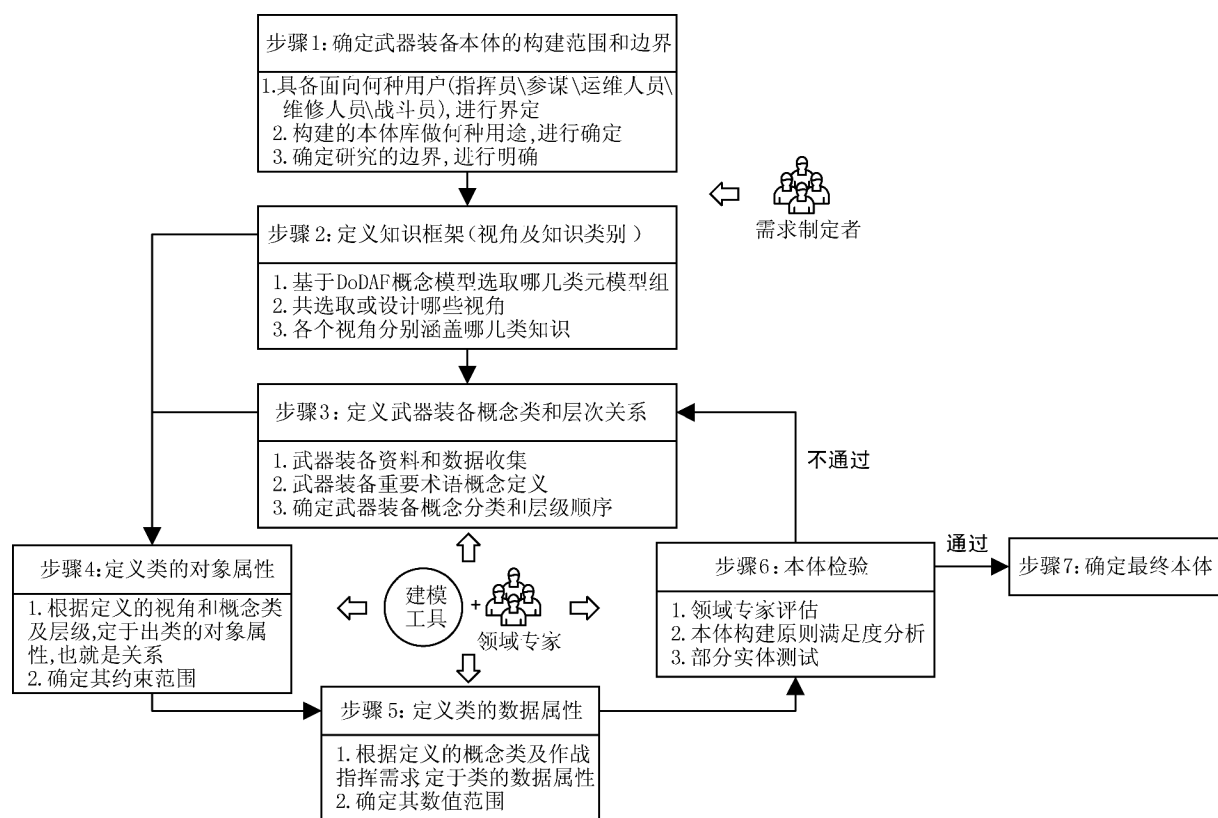 步骤1:确定武器装备本体的构建范围和边界
1.具备面向何种用户(指挥员\参谋\运维人员\
维修人员\战斗员),进行界定
2.构建的本体库做何种用途,进行确定
3.确定研究的边界,进行明确
需求制定者
步骤2:定义知识框架(视角及知识类别)
1.基于DoDAF概念模型选取哪几类元模型组
2.共选取或设计哪些视角
3.各个视角分别涵盖哪几类知识
步骤3:定义武器装备概念类和层次关系
1.武器装备资料和数据收集
2.武器装备重要术语概念定义
3.确定武器装备概念分类和层级顺序
不通过
步骤4:定义类的对象属性
1.根据定义的视角和概念类
及层级,定于出类的对象属
性,也就是关系
2.确定其约束范围
建模
工具
+
领域专家
步骤5:定义类的数据属性
1.根据定义的概念类及作战
指挥需求,定于类的数据属性
2.确定其数值范围
步骤6:本体检验
1.领域专家评估
2.本体构建原则满足度分析
3.部分实体测试
通过
步骤7:确定最终本体